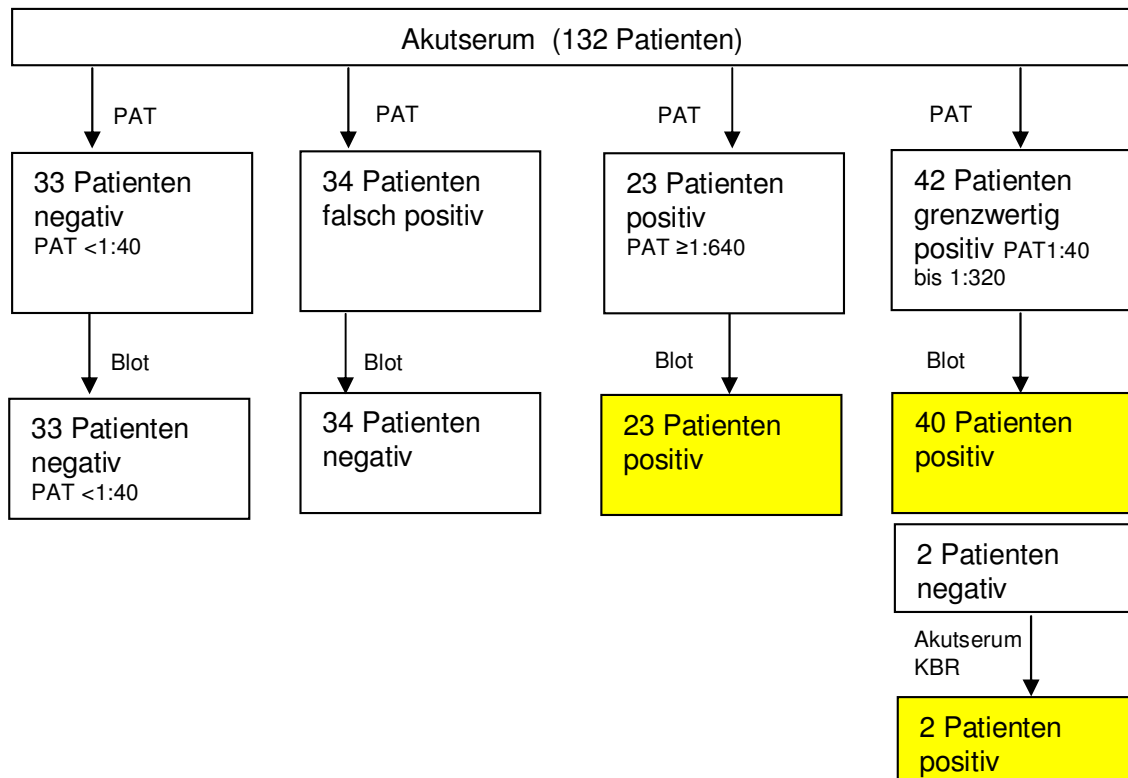 Akutserum (132 Patienten)
PAT
PAT
PAT
PAT
33 Patienten
negativ
PAT <1:40
34 Patienten
falsch positiv
23 Patienten
positiv
PAT ≥1:640
42 Patienten
grenzwertig
positiv PAT1:40
bis 1:320
Blot
Blot
Blot
Blot
33 Patienten
negativ
PAT <1:40
34 Patienten
negativ
23 Patienten
positiv
40 Patienten
positiv
2 Patienten
negativ
Akutserum
KBR
2 Patienten
positiv